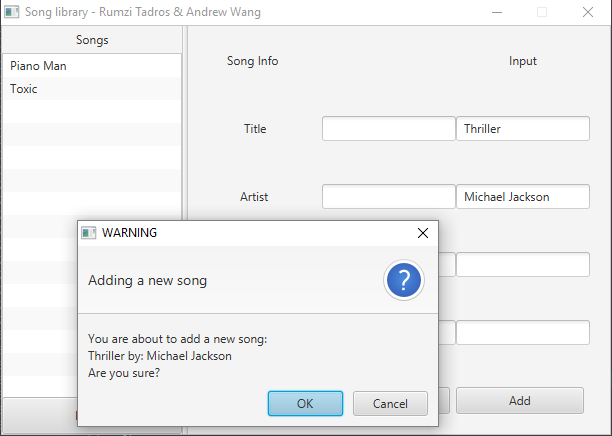 Song library - Rumzi Tadros & Andrew Wang
Songs
Piano Man
Toxic
Song Info
Input
Title
Thriller
Artist
Michael Jackson
WARNING
Adding a new song
?
You are about to add a new song:
Thriller by: Michael Jackson
Are you sure?
OK
Cancel
Add